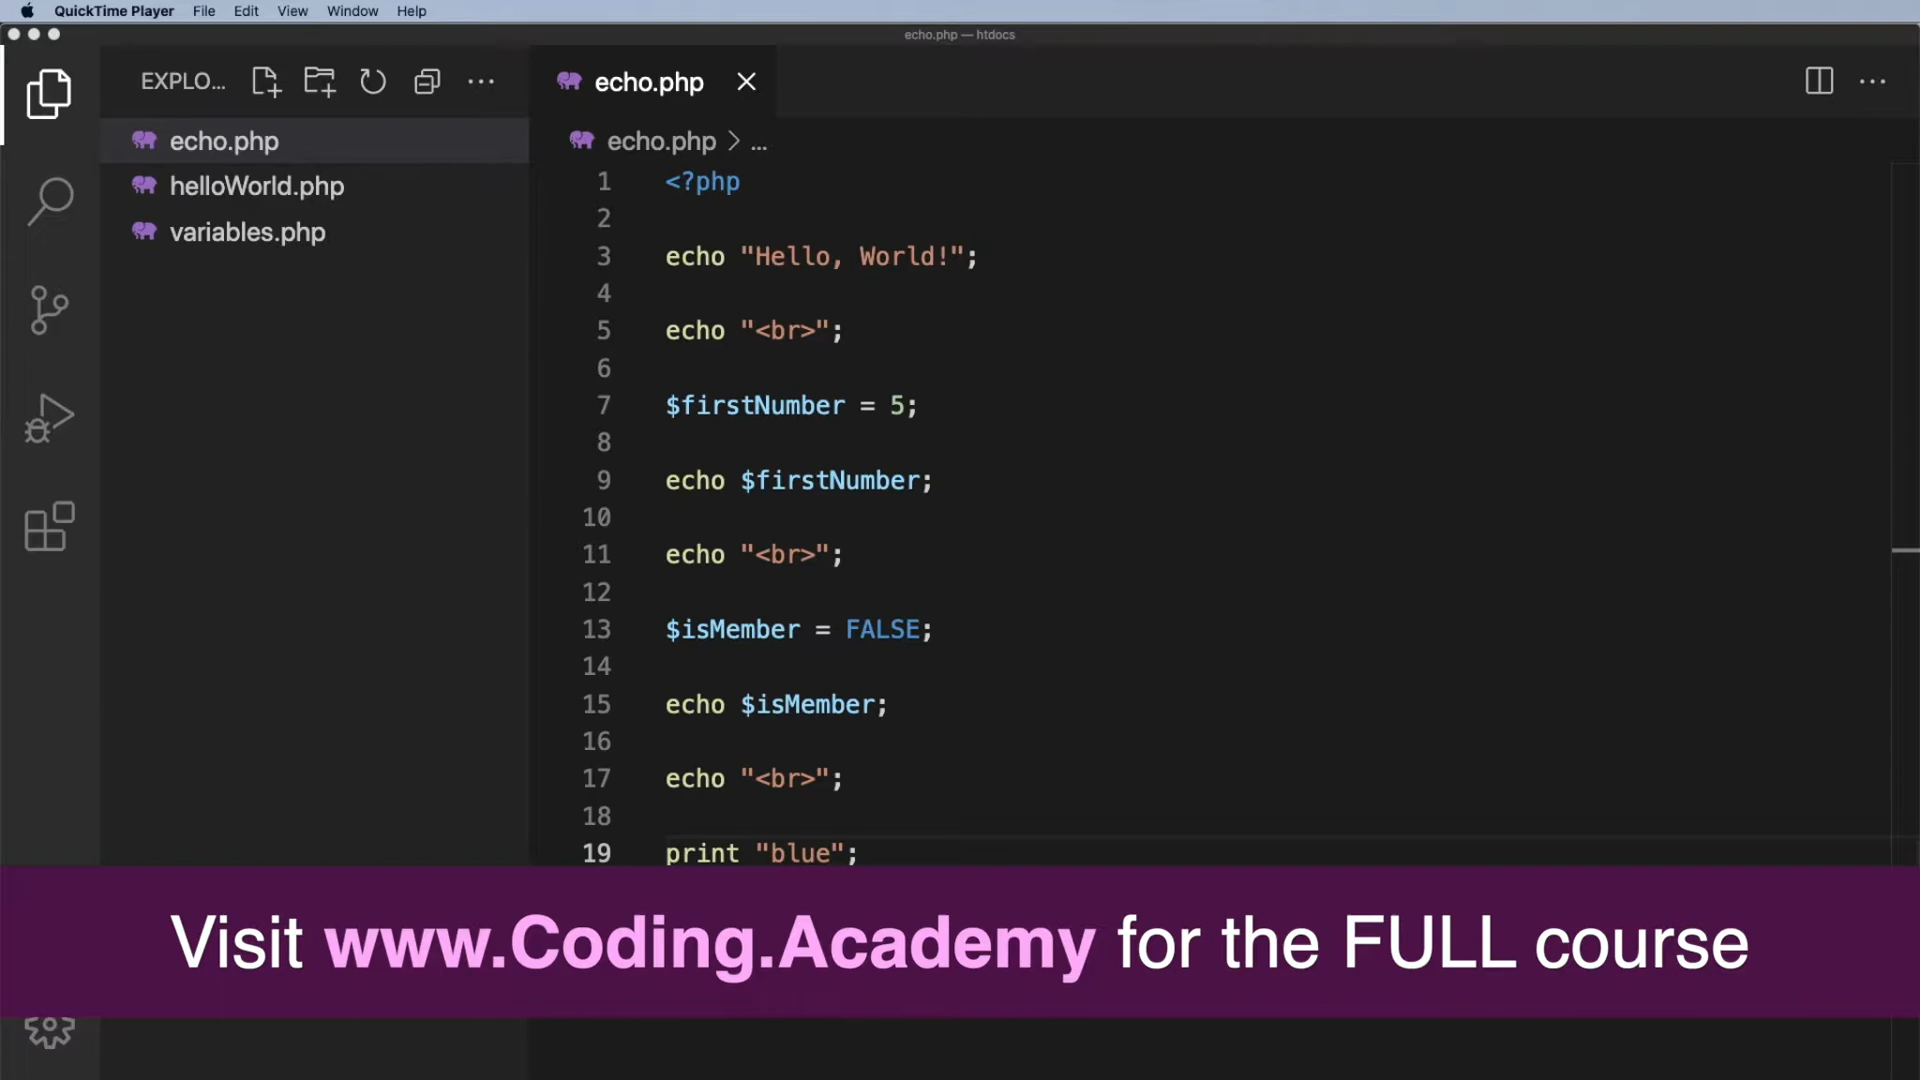 QuickTime Player File Edit View Window Help
echo.php — htdocs
EXPLO...
echo.php
helloWorld.php
variables.php
echo.php
echo.php > ...
1 <?php
2
3 echo "Hello, World!";
4
5 echo "<br>";
6
7 $firstNumber = 5;
8
9 echo $firstNumber;
10
11 echo "<br>";
12
13 $isMember = FALSE;
14
15 echo $isMember;
16
17 echo "<br>";
18
19 print "blue";
Visit www.Coding.Academy for the FULL course